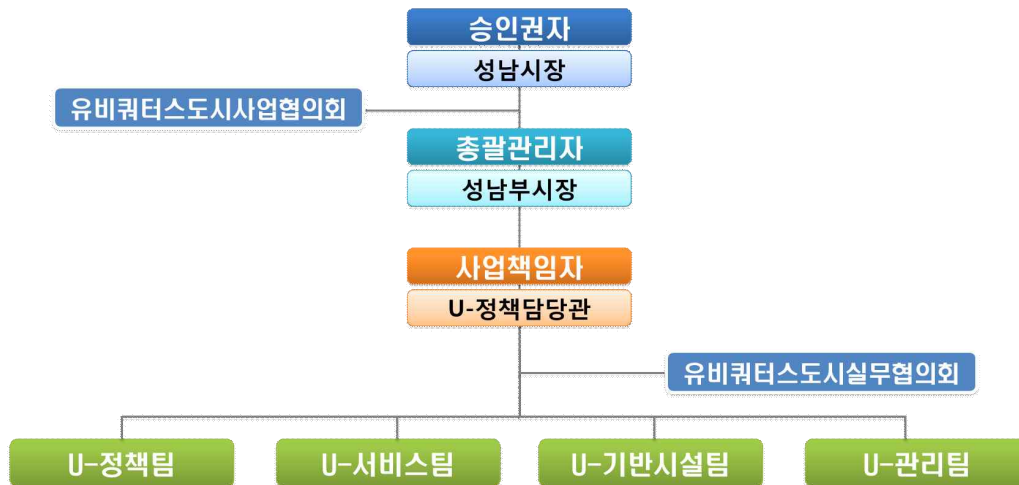 승인권자
성남시장
유비쿼터스도시사업협의회
총괄관리자
성남부시장
사업책임자
U-정책담당관
유비쿼터스도시실무협의회
U-정책팀
U-서비스팀
U-기반시설팀
U-관리팀